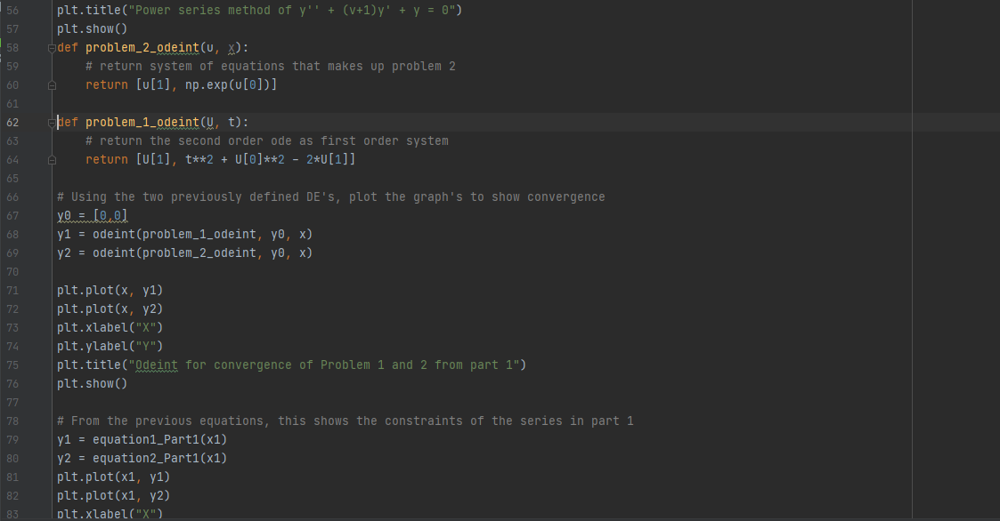 56 plt.title("Power series method of y'' + (v+1)y' + y = 0")
57 plt.show()
58 def problem_2_odeint(u, x):
59     # return system of equations that makes up problem 2
60     return [u[1], np.exp(u[0])]
61
62 def problem_1_odeint(U, t):
63     # return the second order ode as first order system
64     return [U[1], t**2 + U[0]**2 - 2*U[1]]
65
66 # Using the two previously defined DE's, plot the graph's to show convergence
67 y0 = [0,0]
68 y1 = odeint(problem_1_odeint, y0, x)
69 y2 = odeint(problem_2_odeint, y0, x)
70
71 plt.plot(x, y1)
72 plt.plot(x, y2)
73 plt.xlabel("X")
74 plt.ylabel("Y")
75 plt.title("Odeint for convergence of Problem 1 and 2 from part 1")
76 plt.show()
77
78 # From the previous equations, this shows the constraints of the series in part 1
79 y1 = equation1_Part1(x1)
80 y2 = equation2_Part1(x1)
81 plt.plot(x1, y1)
82 plt.plot(x1, y2)
83 plt.xlabel("X")